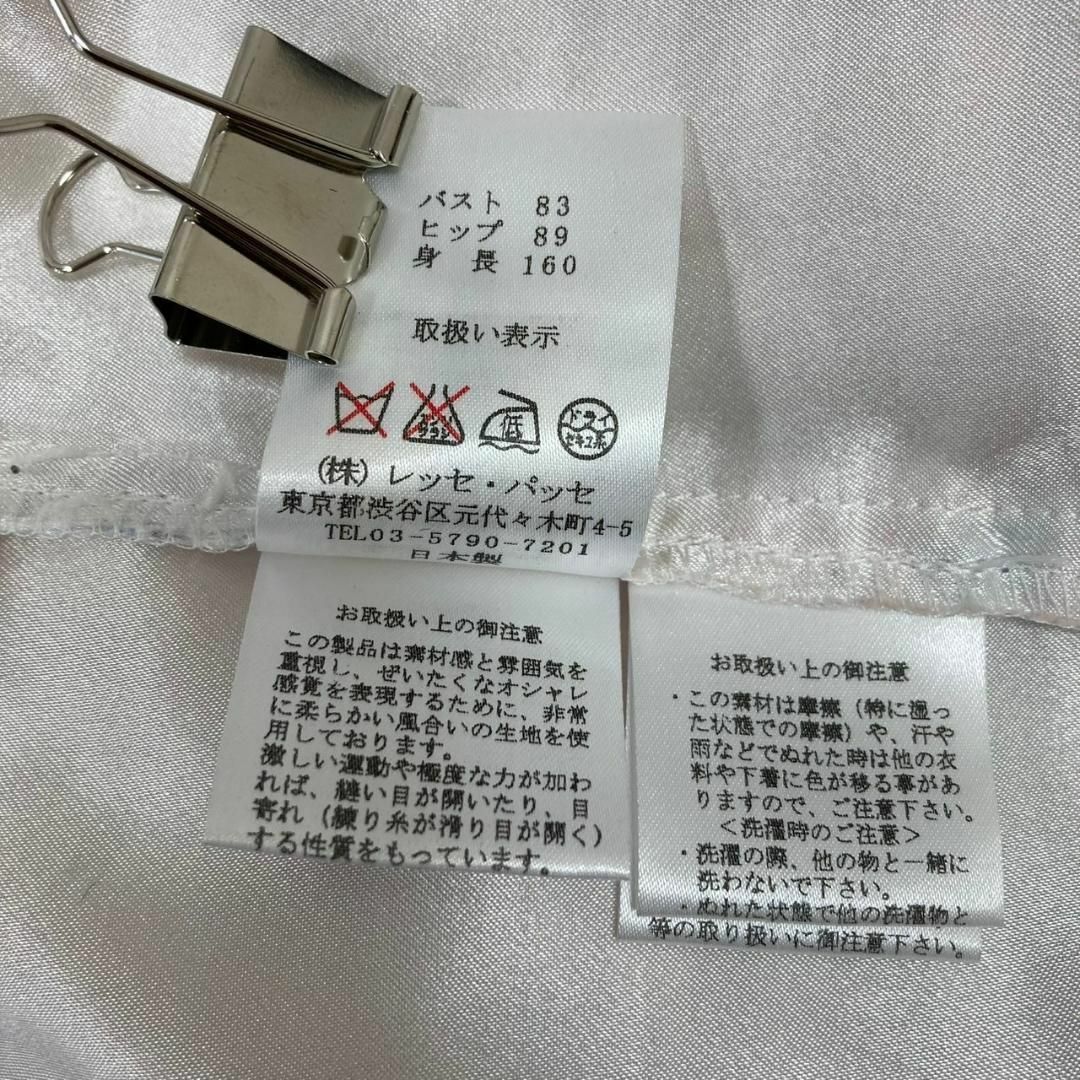 バスト 83
ヒップ 89
身 長 160
取扱い表示
低
ドライ
セキユ系
(株) レッセ・パッセ
東京都渋谷区元代々木町4-5
TEL03-5790-7201
日本製
お取扱い上の御注意
この製品は素材感と雰囲気を
重視し、ぜいたくなオシャレ
感覚を表現するために、非常
に柔らかい風合いの生地を使
用しております。
激しい運動や極度な力が加わ
れば、縫い目が開いたり、目
寄れ (練り糸が滑り目が開く)
する性質をもっています。
お取扱い上の御注意
・この素材は摩擦 (特に湿っ
た状態での摩擦) や、汗や
雨などでぬれた時は他の衣
料や下着に色が移る事があ
りますので、ご注意下さい。
<洗濯時のご注意>
・洗濯の際、他の物と一緒に
洗わないで下さい。
・ぬれた状態で他の洗濯物と
等の取り扱いに御注意下さい。